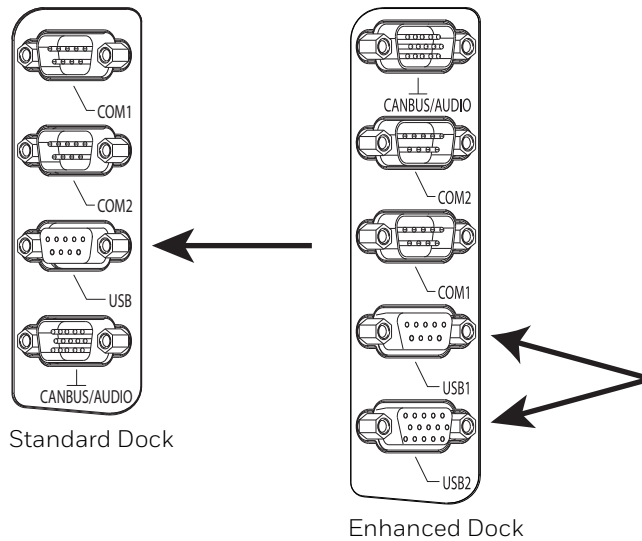 COM1
COM2
USB
CANBUS/AUDIO
Standard Dock
CANBUS/AUDIO
COM2
COM1
USB1
USB2
Enhanced Dock